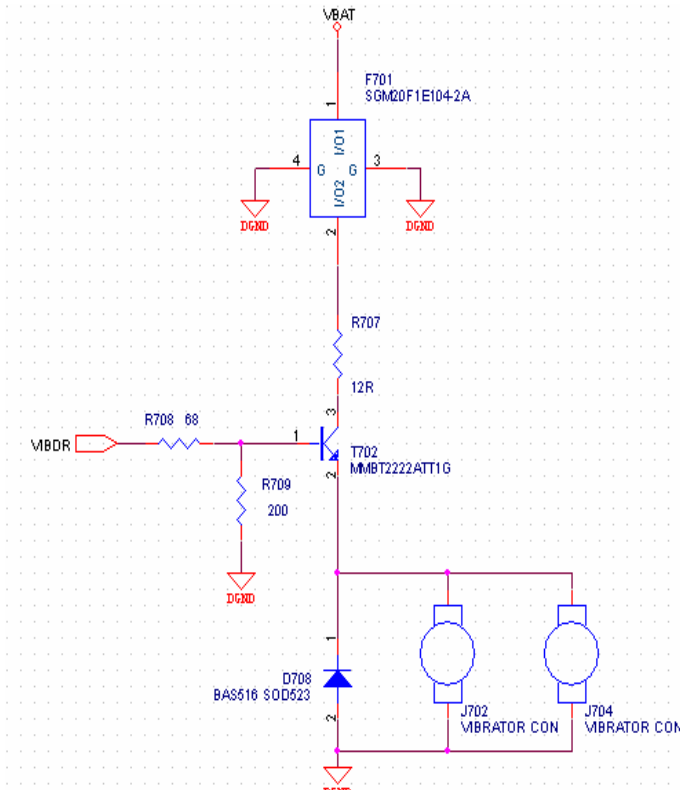 VBAT
F701
SGM20F1E104-2A
1
I/O1
4
G
G
3
I/O2
DGND
DGND
2
R707
12R
3
R708 68
VIBDR
1
T702
MMBT2222ATT1G
2
R709
200
DGND
1
D708
BAS516 SOD523
2
J702
VIBRATOR CON
J704
VIBRATOR CON
DGND